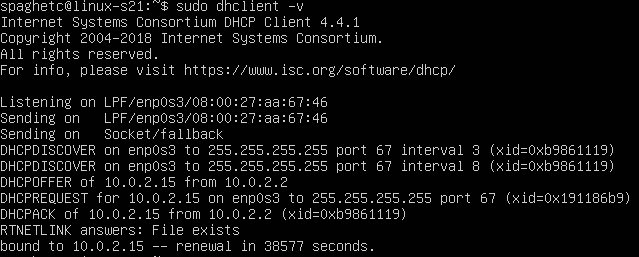 spaghetc@linux-s21:~$ sudo dhclient -v
Internet Systems Consortium DHCP Client 4.4.1
Copyright 2004-2018 Internet Systems Consortium.
All rights reserved.
For info, please visit https://www.isc.org/software/dhcp/

Listening on LPF/enp0s3/08:00:27:aa:67:46
Sending on   LPF/enp0s3/08:00:27:aa:67:46
Sending on   Socket/fallback
DHCPDISCOVER on enp0s3 to 255.255.255.255 port 67 interval 3 (xid=0xb9861119)
DHCPDISCOVER on enp0s3 to 255.255.255.255 port 67 interval 8 (xid=0xb9861119)
DHCPOFFER of 10.0.2.15 from 10.0.2.2
DHCPREQUEST for 10.0.2.15 on enp0s3 to 255.255.255.255 port 67 (xid=0x191186b9)
DHCPACK of 10.0.2.15 from 10.0.2.2 (xid=0xb9861119)
RTNETLINK answers: File exists
bound to 10.0.2.15 -- renewal in 38577 seconds.